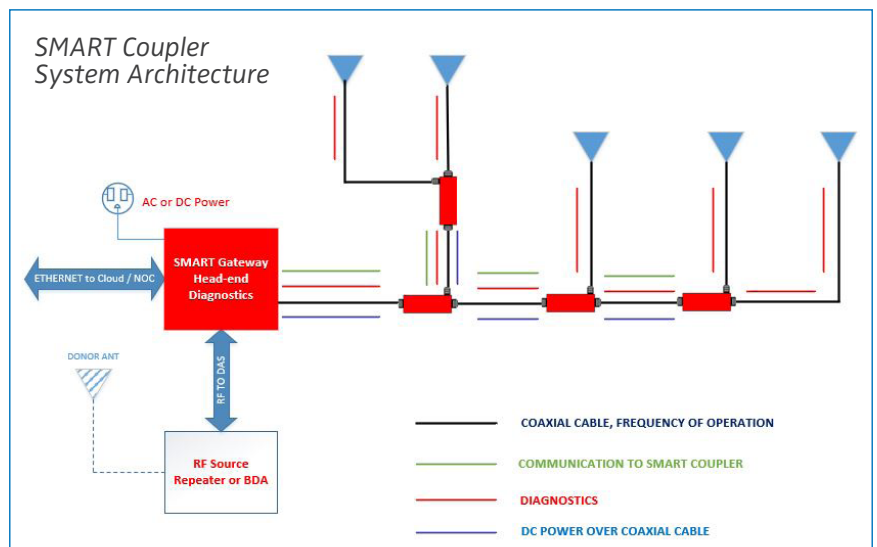 SMART Coupler
System Architecture
AC or DC Power
SMART Gateway
Head-end
Diagnostics
ETHERNET to Cloud / NOC
DONOR ANT
RF TO DAS
RF Source
Repeater or BDA
COAXIAL CABLE, FREQUENCY OF OPERATION
COMMUNICATION TO SMART COUPLER
DIAGNOSTICS
DC POWER OVER COAXIAL CABLE